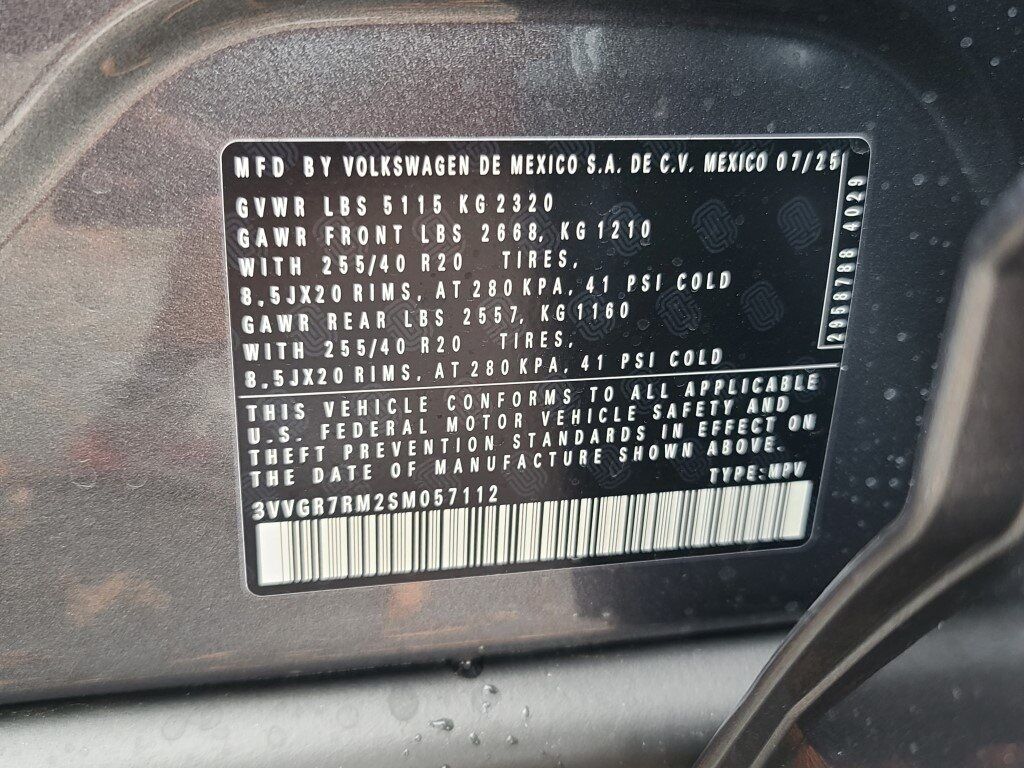 MFD BY VOLKSWAGEN DE MEXICO S.A. DE C.V. MEXICO 07/25
GVWR LBS 5115 KG 2320
GAWR FRONT LBS 2668, KG 1210
WITH 255/40 R20 TIRES,
8,5JX20 RIMS, AT 280 KPA, 41 PSI COLD
GAWR REAR LBS 2557, KG 1160
WITH 255/40 R20 TIRES,
8,5JX20 RIMS, AT 280 KPA, 41 PSI COLD
2958788 4029
THIS VEHICLE CONFORMS TO ALL APPLICABLE
U.S. FEDERAL MOTOR VEHICLE SAFETY AND
THEFT PREVENTION STANDARDS IN EFFECT ON
THE DATE OF MANUFACTURE SHOWN ABOVE.
TYPE: MPV
3VVGR7RM2SM057112